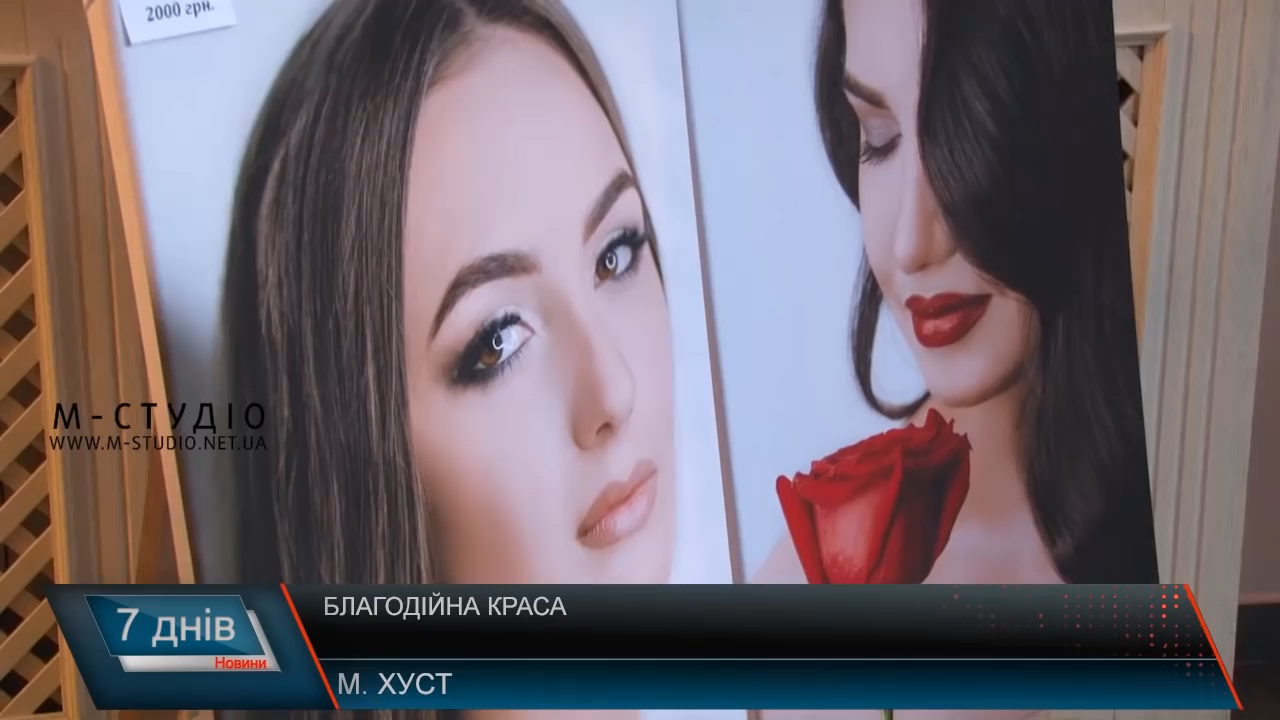 2000 грн.
М-СТУДІО
WWW.M-STUDIO.NET.UA
БЛАГОДІЙНА КРАСА
7 днів
Новини
М. ХУСТ